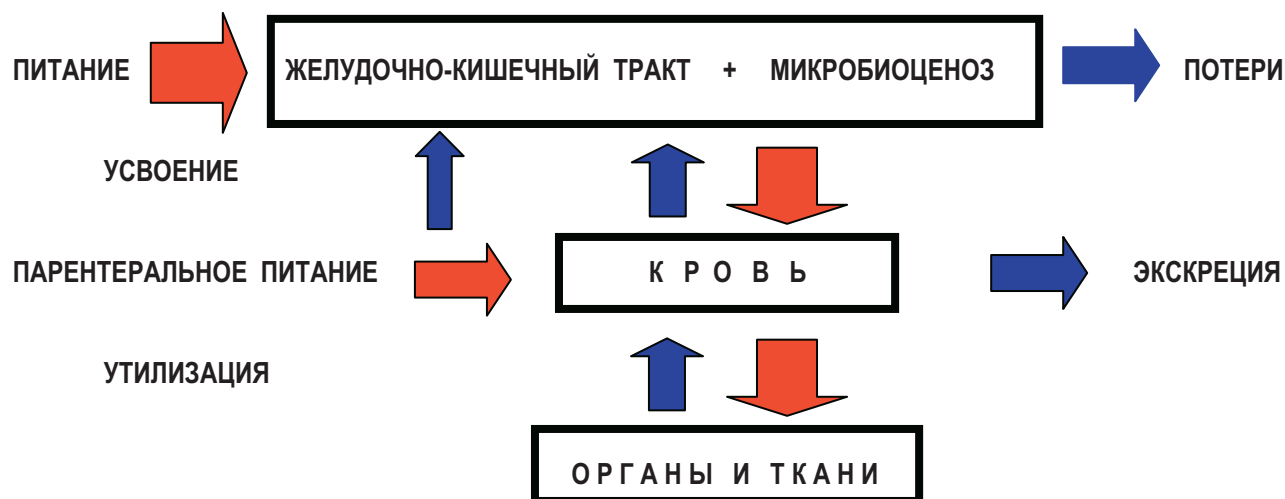 ПИТАНИЕ ЖЕЛУДОЧНО-КИШЕЧНЫЙ ТРАКТ + МИКРОБИОЦЕНОЗ ПОТЕРИ
УСВОЕНИЕ
ПАРЕНТЕРАЛЬНОЕ ПИТАНИЕ К Р О В Ь ЭКСКРЕЦИЯ
УТИЛИЗАЦИЯ
О Р Г А Н Ы И Т К А Н И